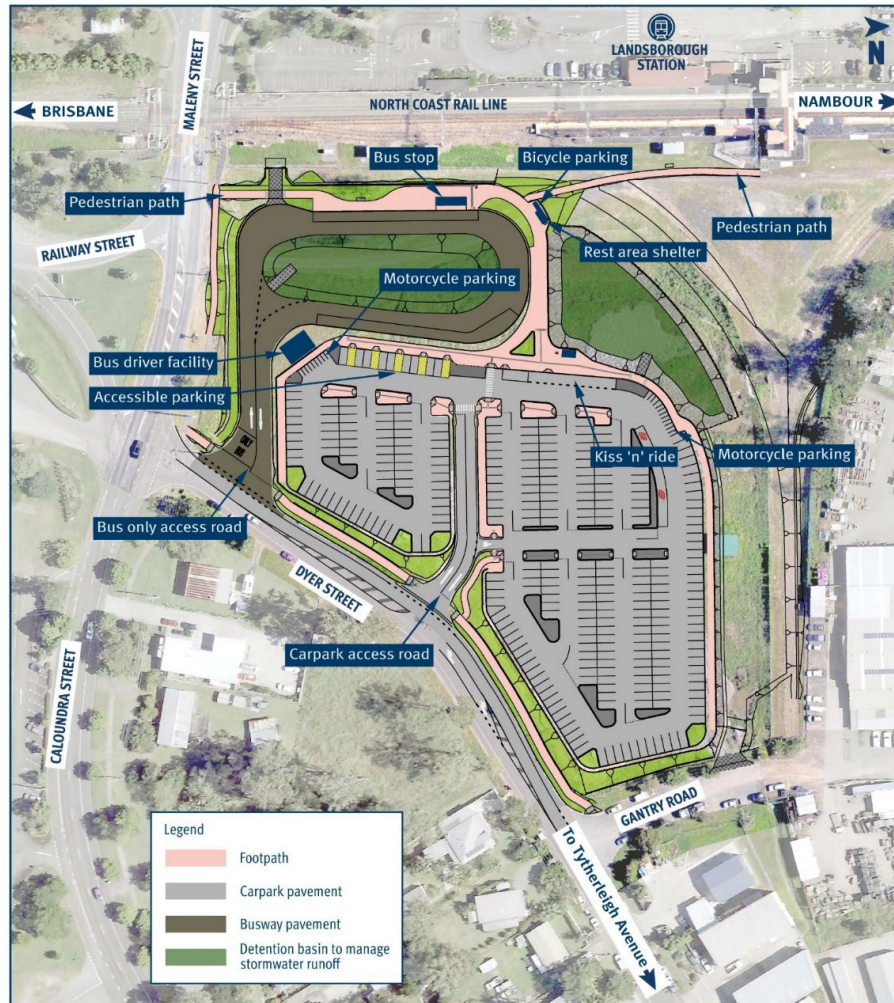 LANDSBOROUGH
STATION
N
MALENY STREET
BRISBANE
NORTH COAST RAIL LINE
NAMBOUR
Bus stop
Bicycle parking
Pedestrian path
Pedestrian path
RAILWAY STREET
Rest area shelter
Motorcycle parking
Bus driver facility
Accessible parking
Kiss 'n' ride
Motorcycle parking
BUS
ONLY
Bus only access road
DYER STREET
Carpark access road
CALOUNDRA STREET
GANTRY ROAD
To Tytherleigh Avenue
Legend
Footpath
Carpark pavement
Busway pavement
Detention basin to manage
stormwater runoff